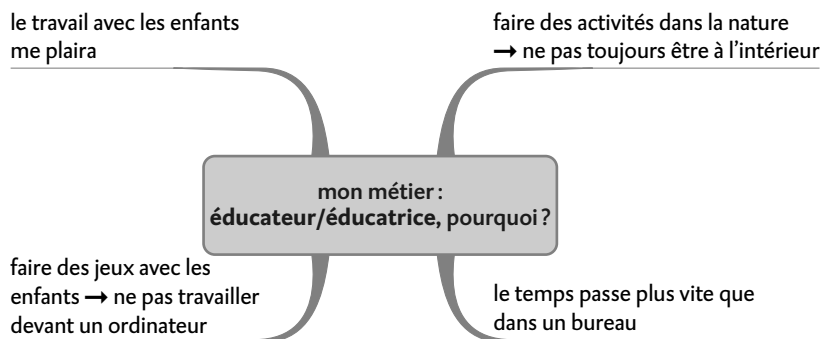 le travail avec les enfants
me plaira
faire des activités dans la nature
→ ne pas toujours être à l'intérieur
mon métier :
éducateur/éducatrice, pourquoi ?
faire des jeux avec les
enfants → ne pas travailler
devant un ordinateur
le temps passe plus vite que
dans un bureau